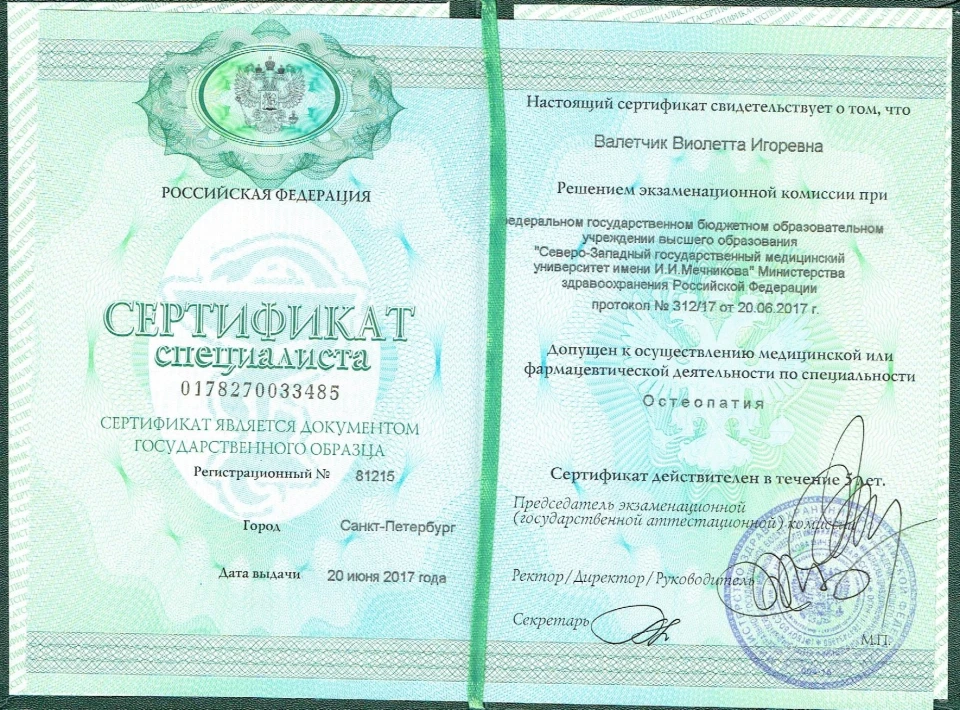 РОССИЙСКАЯ ФЕДЕРАЦИЯ
СЕРТИФИКАТ
специалиста
0178270033485
СЕРТИФИКАТ ЯВЛЯЕТСЯ ДОКУМЕНТОМ
ГОСУДАРСТВЕННОГО ОБРАЗЦА
Регистрационный № 81215
Город Санкт-Петербург
Дата выдачи 20 июня 2017 года
Настоящий сертификат свидетельствует о том, что
Валетчик Виолетта Игоревна
Решением экзаменационной комиссии при
федеральном государственном бюджетном образовательном
учреждении высшего образования
"Северо-Западный государственный медицинский
университет имени И.И.Мечникова" Министерства
здравоохранения Российской Федерации
протокол № 312/17 от 20.06.2017 г.
Допущен к осуществлению медицинской или
фармацевтической деятельности по специальности
Остеопатия
Сертификат действителен в течение 5 лет.
Председатель экзаменационной
(государственной аттестационной) комиссии
Ректор/Директор/Руководитель
Секретарь
М.П.